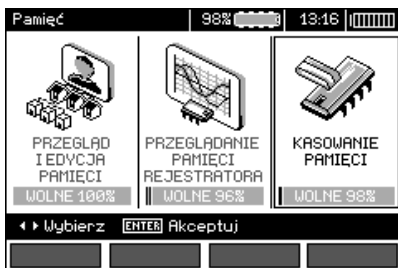 Pamięć 98% 13:16
PRZEGLĄD
I EDYCJA
PAMIĘCI
WOLNE 100%
PRZEGLĄDANIE
PAMIĘCI
REJESTRATORA
WOLNE 96%
KASOWANIE
PAMIĘCI
WOLNE 98%
Wybierz ENTER Akceptuj